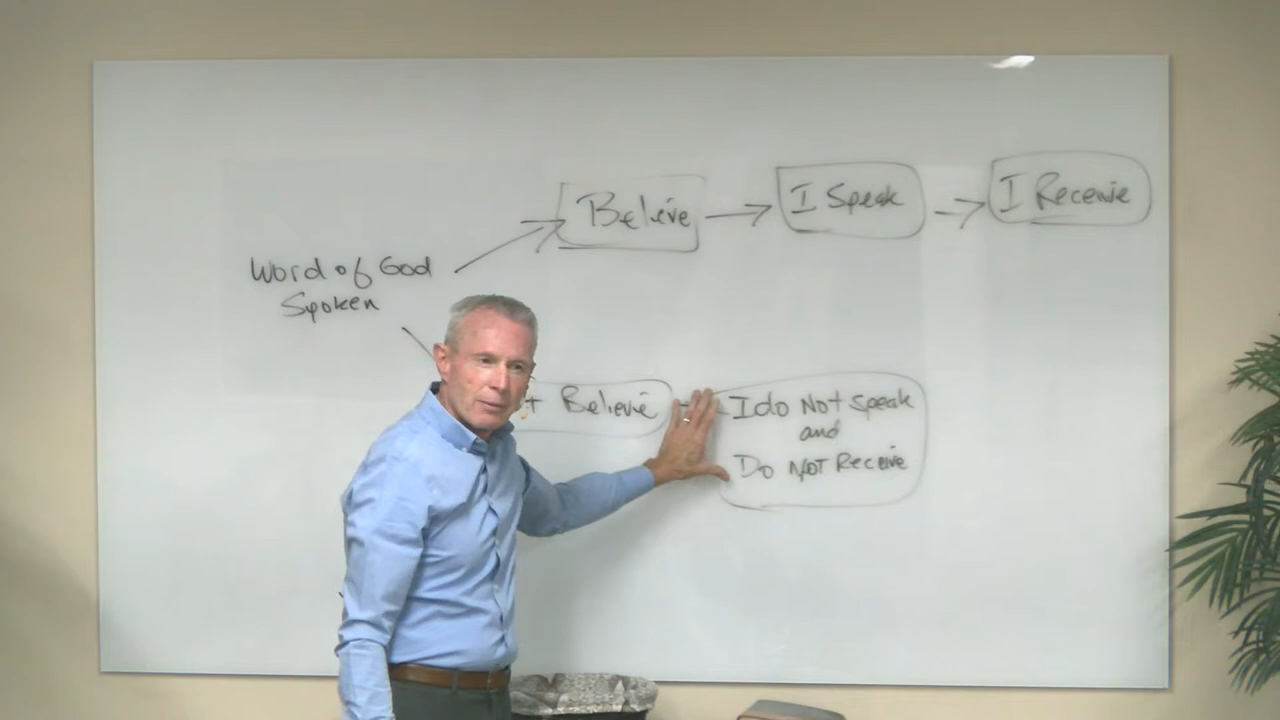 Believe
I Speak
I Receive
Word of God
Spoken
Believe
I do Not Speak
and
Do NOT Receive